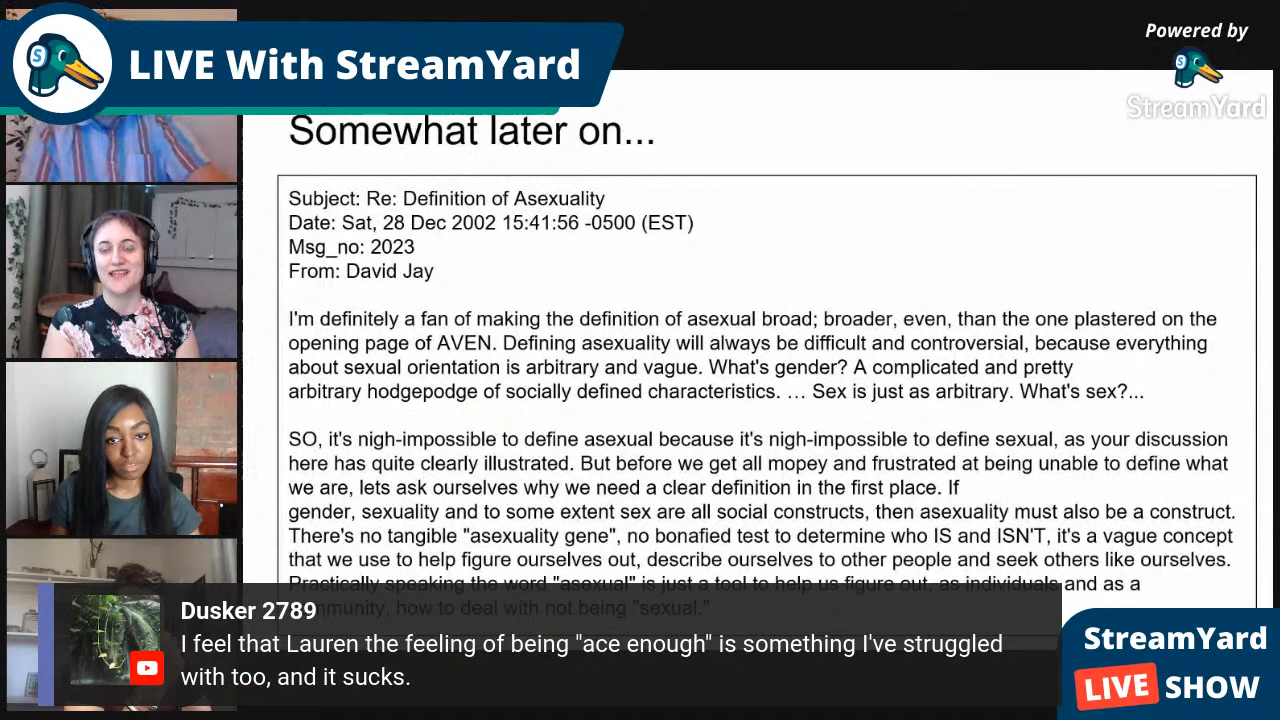 LIVE With StreamYard
Powered by
StreamYard
Somewhat later on...
Subject: Re: Definition of Asexuality
Date: Sat, 28 Dec 2002 15:41:56 -0500 (EST)
Msg_no: 2023
From: David Jay
I'm definitely a fan of making the definition of asexual broad; broader, even, than the one plastered on the
opening page of AVEN. Defining asexuality will always be difficult and controversial, because everything
about sexual orientation is arbitrary and vague. What's gender? A complicated and pretty
arbitrary hodgepodge of socially defined characteristics. … Sex is just as arbitrary. What's sex?...
SO, it's nigh-impossible to define asexual because it's nigh-impossible to define sexual, as your discussion
here has quite clearly illustrated. But before we get all mopey and frustrated at being unable to define what
we are, lets ask ourselves why we need a clear definition in the first place. If
gender, sexuality and to some extent sex are all social constructs, then asexuality must also be a construct.
There's no tangible "asexuality gene", no bonafied test to determine who IS and ISN'T, it's a vague concept
that we use to help figure ourselves out, describe ourselves to other people and seek others like ourselves.
Practically speaking the word "asexual" is just a tool to help us figure out, as individuals and as a
community, how to deal with not being "sexual."
Dusker 2789
I feel that Lauren the feeling of being "ace enough" is something I've struggled
with too, and it sucks.
StreamYard
LIVE SHOW